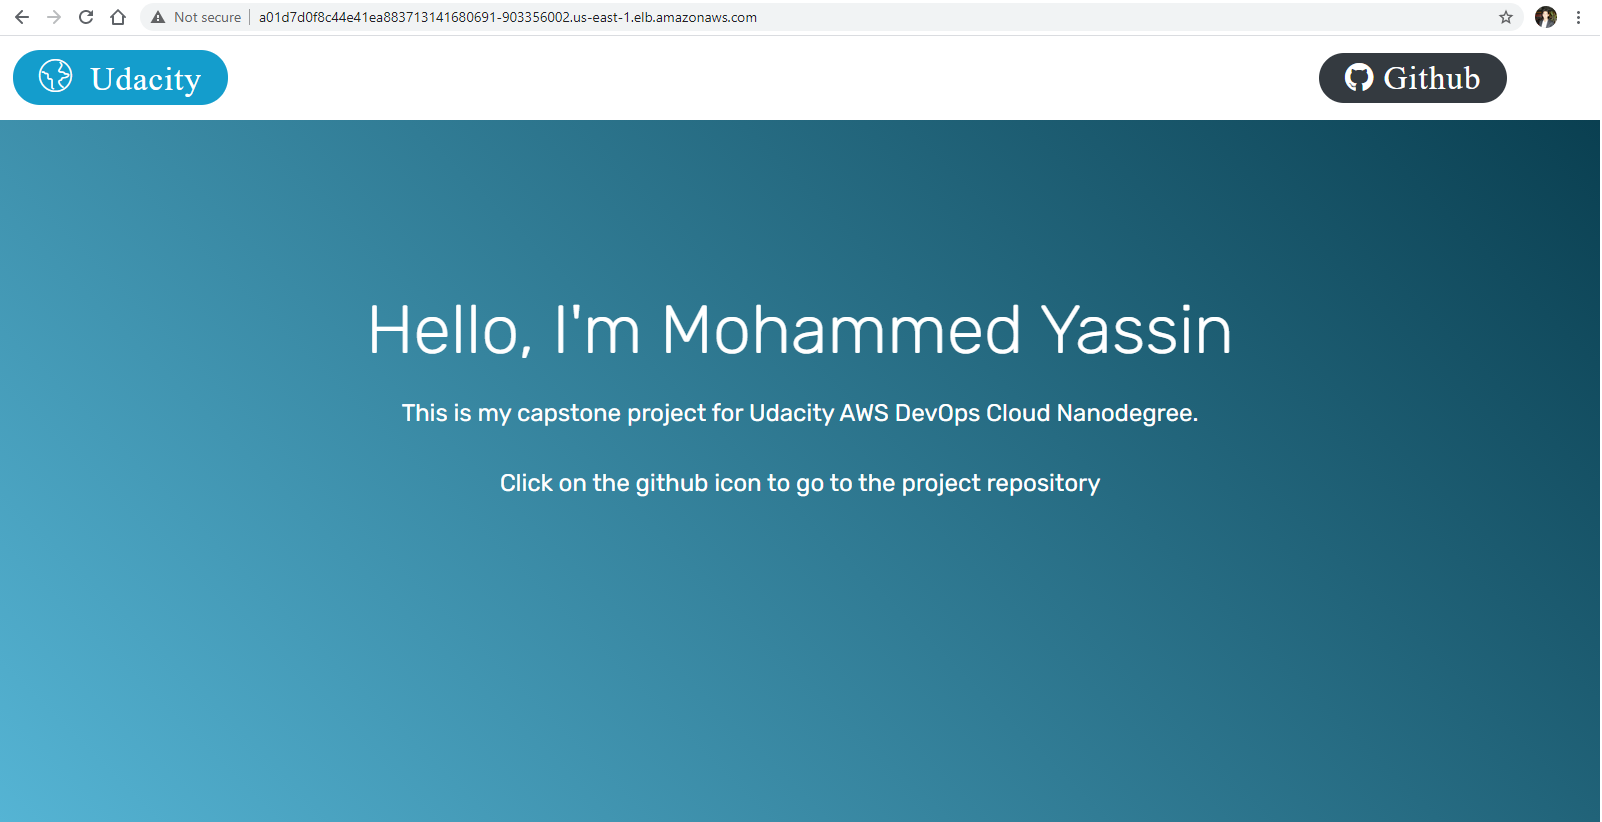 Not secure a01d7d0f8c44e41ea883713141680691-903356002.us-east-1.elb.amazonaws.com
Udacity
Github
Hello, I'm Mohammed Yassin
This is my capstone project for Udacity AWS DevOps Cloud Nanodegree.
Click on the github icon to go to the project repository